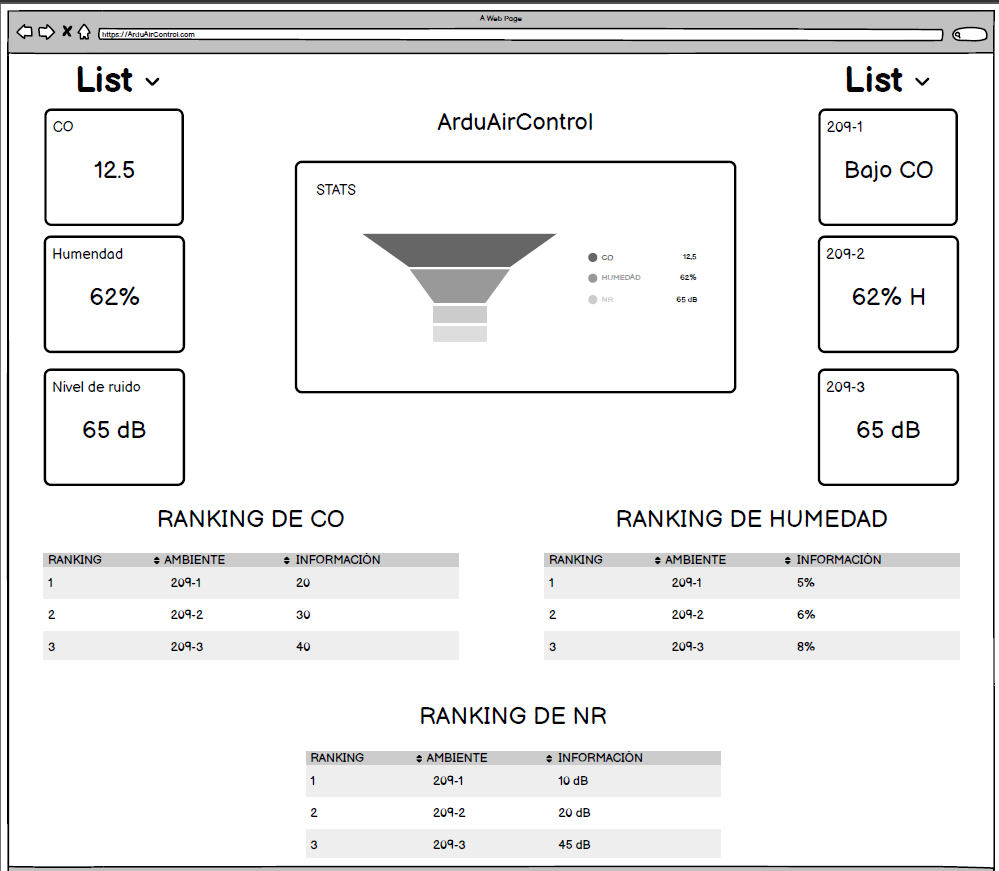 A Web Page
https://ArduAirControl.com
List
List
ArduAirControl
CO
12.5
Humendad
62%
Nivel de ruido
65 dB
STATS
CO 12,5
HUMEDAD 62%
NR 65 dB
209-1
Bajo CO
209-2
62% H
209-3
65 dB
RANKING DE CO
RANKING AMBIENTE INFORMACIÓN
1 209-1 20
2 209-2 30
3 209-3 40
RANKING DE HUMEDAD
RANKING AMBIENTE INFORMACIÓN
1 209-1 5%
2 209-2 6%
3 209-3 8%
RANKING DE NR
RANKING AMBIENTE INFORMACIÓN
1 209-1 10 dB
2 209-2 20 dB
3 209-3 45 dB